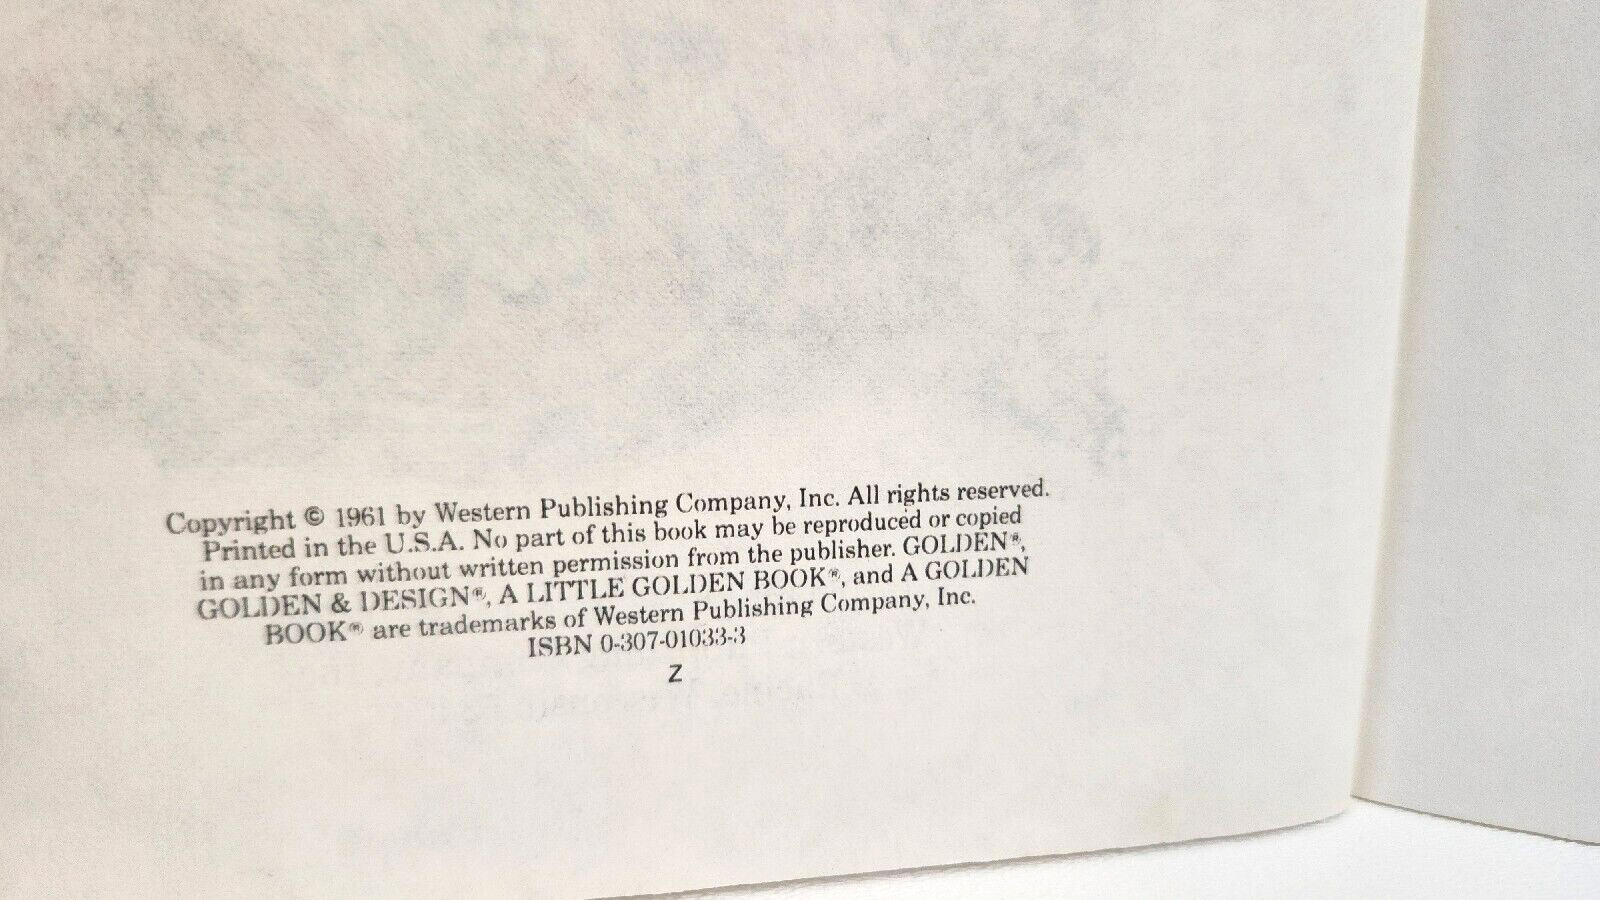 Copyright © 1961 by Western Publishing Company, Inc. All rights reserved.
Printed in the U.S.A. No part of this book may be reproduced or copied
in any form without written permission from the publisher. GOLDEN®,
GOLDEN & DESIGN®, A LITTLE GOLDEN BOOK®, and A GOLDEN
BOOK® are trademarks of Western Publishing Company, Inc.
ISBN 0-307-01033-3
Z